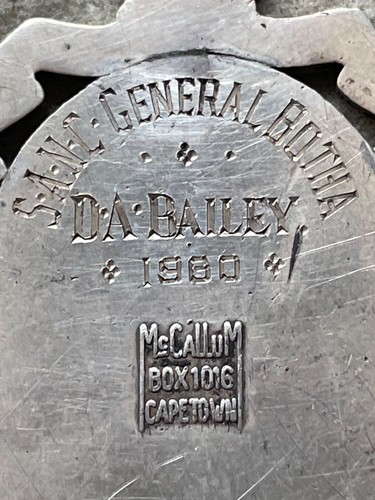 S·A·N·C· GENERAL BOTHA
D·A· BAILEY
1960
McCALLUM
BOX 1016
CAPETOWN